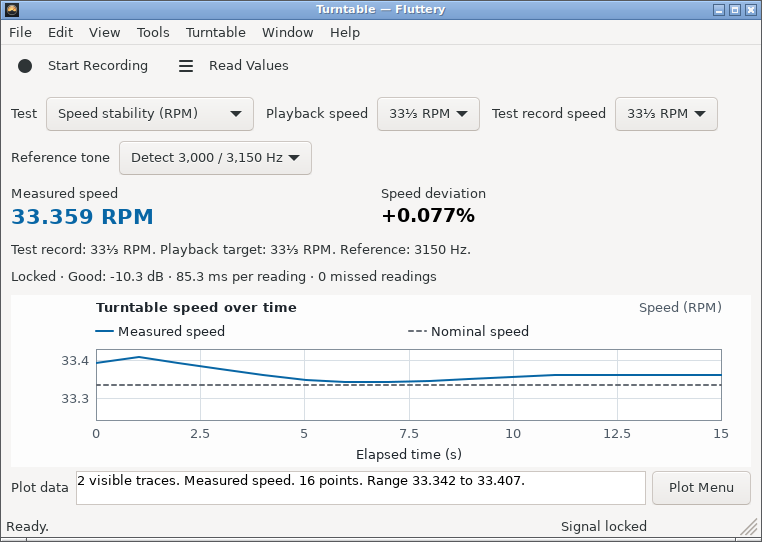 Turntable — Fluttery
File Edit View Tools Turntable Window Help
Start Recording Read Values
Test Speed stability (RPM) Playback speed 33⅓ RPM Test record speed 33⅓ RPM
Reference tone Detect 3,000 / 3,150 Hz
Measured speed Speed deviation
33.359 RPM +0.077%
Test record: 33⅓ RPM. Playback target: 33⅓ RPM. Reference: 3150 Hz.
Locked · Good: -10.3 dB · 85.3 ms per reading · 0 missed readings
Turntable speed over time Speed (RPM)
Measured speed Nominal speed
33.4
33.3
0 2.5 5 7.5 10 12.5 15
Elapsed time (s)
Plot data 2 visible traces. Measured speed. 16 points. Range 33.342 to 33.407. Plot Menu
Ready. Signal locked